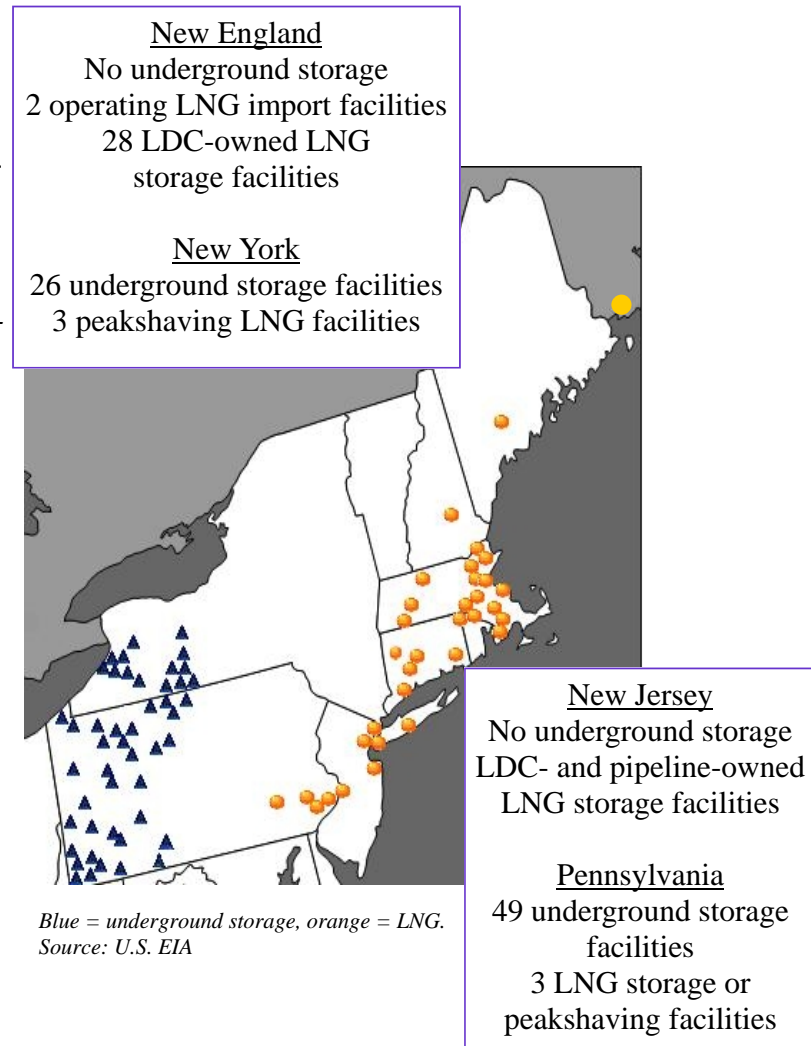 New England
No underground storage
2 operating LNG import facilities
28 LDC-owned LNG
storage facilities
New York
26 underground storage facilities
3 peakshaving LNG facilities
New Jersey
No underground storage
LDC- and pipeline-owned
LNG storage facilities
Pennsylvania
49 underground storage
facilities
3 LNG storage or
peakshaving facilities
Blue = underground storage, orange = LNG.
Source: U.S. EIA